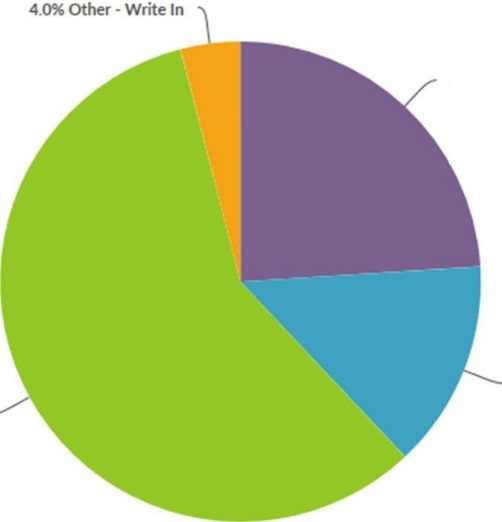 4.0% Other - Write In